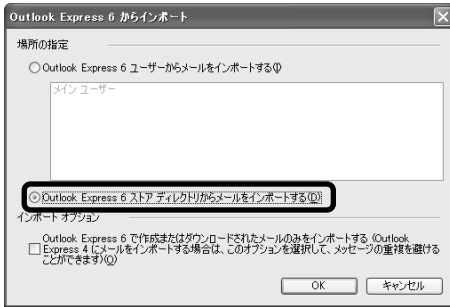 Outlook Express 6 からインポート
場所の指定
Outlook Express 6 ユーザーからメールをインポートする(I)
メイン ユーザー
Outlook Express 6 ストア ディレクトリからメールをインポートする(D)
インポート オプション
Outlook Express 6 で作成またはダウンロードされたメールのみをインポートする (Outlook
Express 4 にメールをインポートする場合は、このオプションを選択して、メッセージの重複を避ける
ことができます)(O)
OK キャンセル